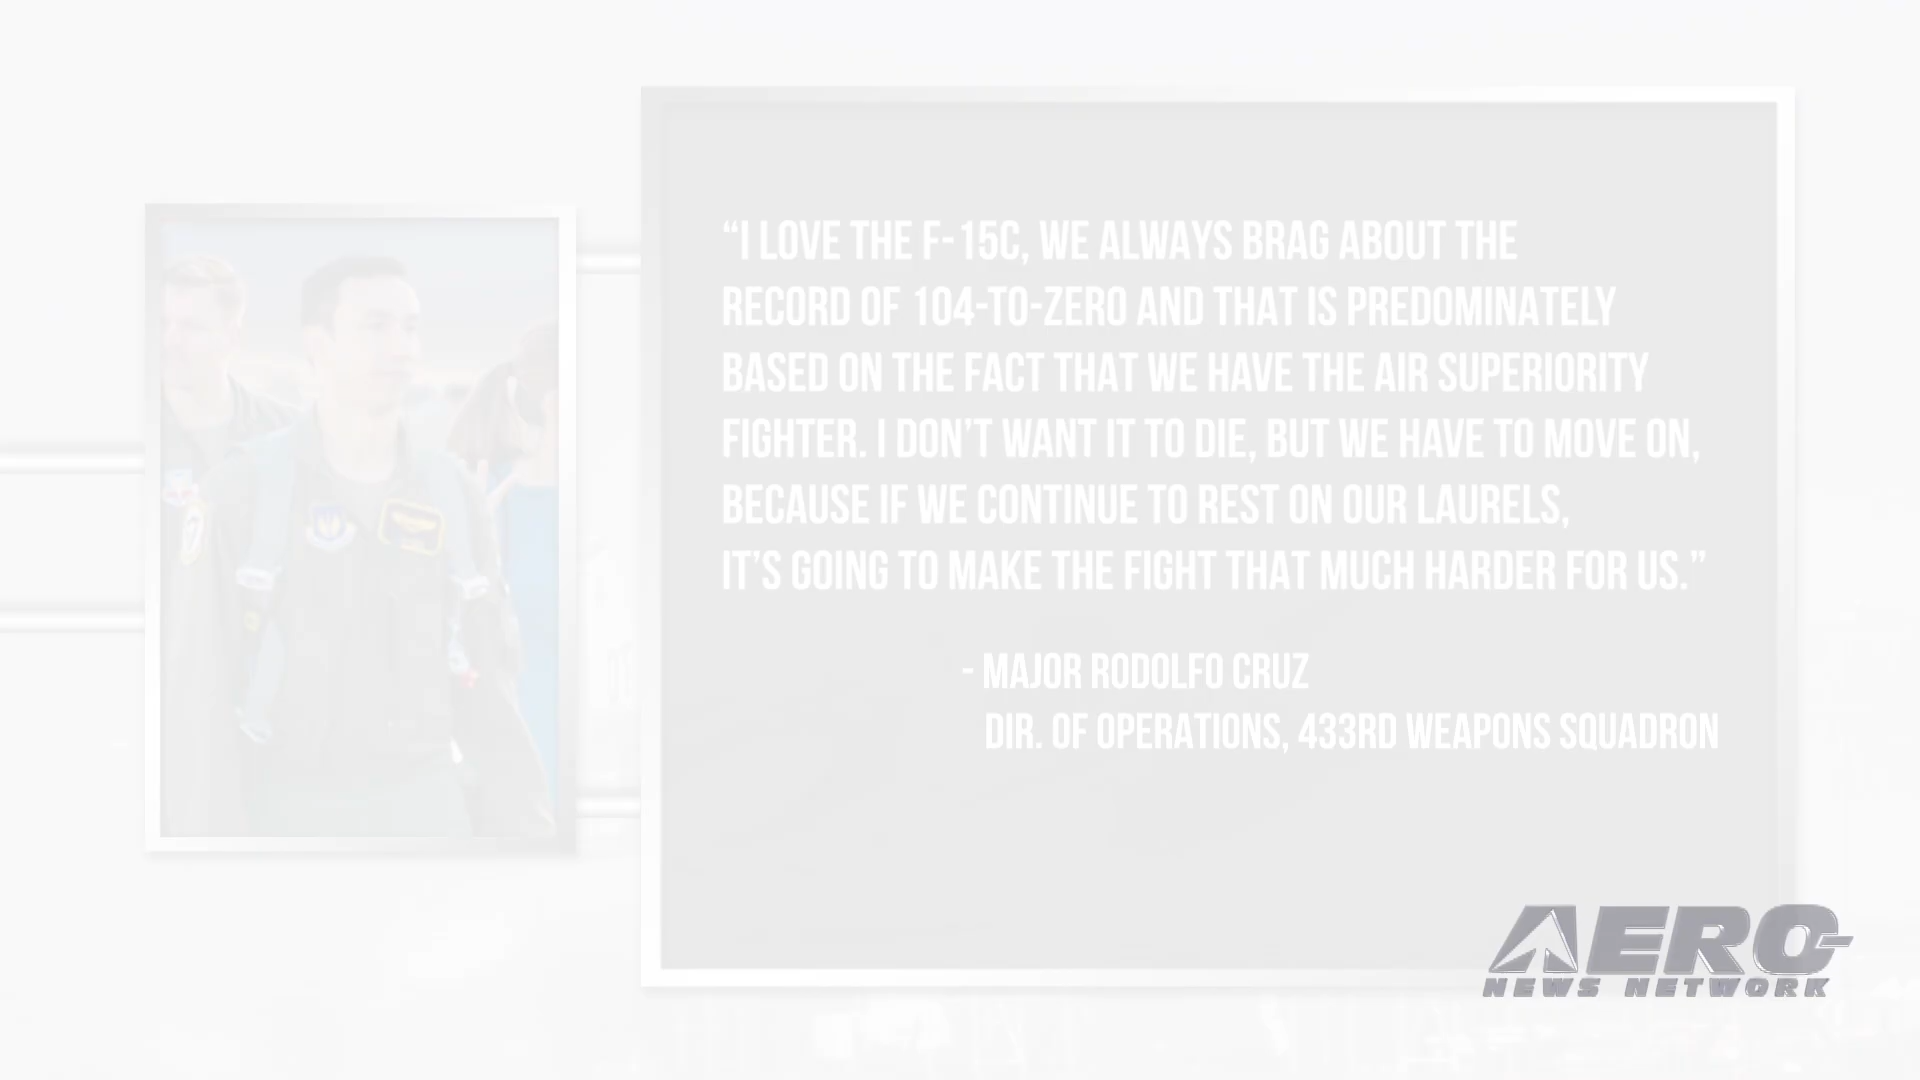 “I LOVE THE F-15C, WE ALWAYS BRAG ABOUT THE
RECORD OF 104-TO-ZERO AND THAT IS PREDOMINATELY
BASED ON THE FACT THAT WE HAVE THE AIR SUPERIORITY
FIGHTER. I DON’T WANT IT TO DIE, BUT WE HAVE TO MOVE ON,
BECAUSE IF WE CONTINUE TO REST ON OUR LAURELS,
IT’S GOING TO MAKE THE FIGHT THAT MUCH HARDER FOR US.”
- MAJOR RODOLFO CRUZ
DIR. OF OPERATIONS, 433RD WEAPONS SQUADRON
AERO-
NEWS NETWORK